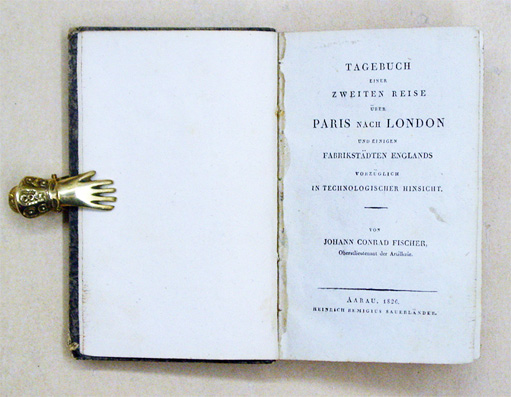 TAGEBUCH
EINER
ZWEITEN REISE
ÜBER
PARIS NACH LONDON
UND EINIGEN
FABRIKSTÄDTEN ENGLANDS
VORZÜGLICH
IN TECHNOLOGISCHER HINSICHT,
VON
JOHANN CONRAD FISCHER,
Oberstlieutenant der Artillerie.
AARAU, 1826.
HEINRICH REMIGIUS SAUERLÄNDER.